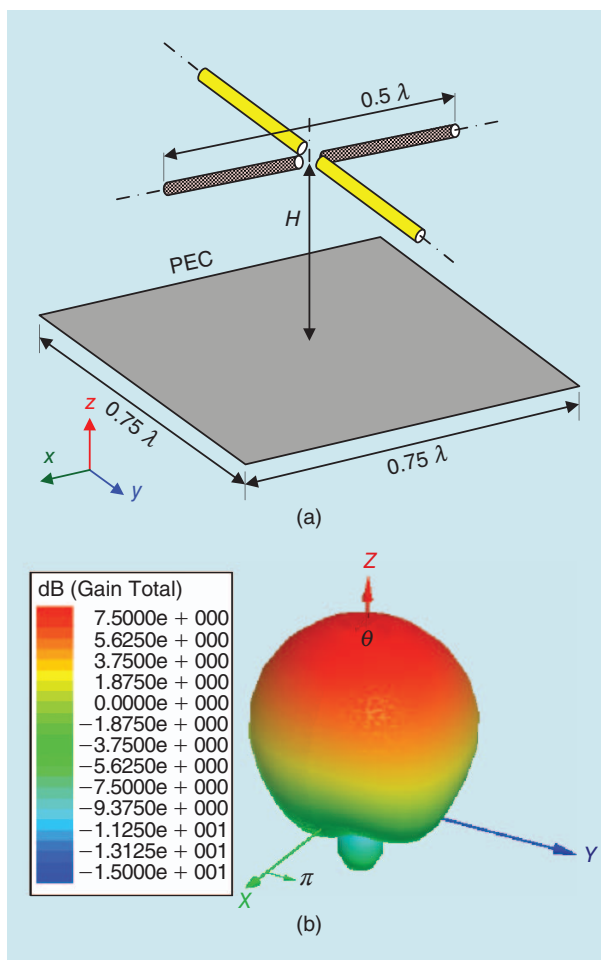 0.5 λ
H
PEC
0.75 λ
0.75 λ
z
x
y
(a)
dB (Gain Total)
7.5000e + 000
5.6250e + 000
3.7500e + 000
1.8750e + 000
0.0000e + 000
−1.8750e + 000
−3.7500e + 000
−5.6250e + 000
−7.5000e + 000
−9.3750e + 000
−1.1250e + 001
−1.3125e + 001
−1.5000e + 001
Z
θ
Y
X
π
(b)